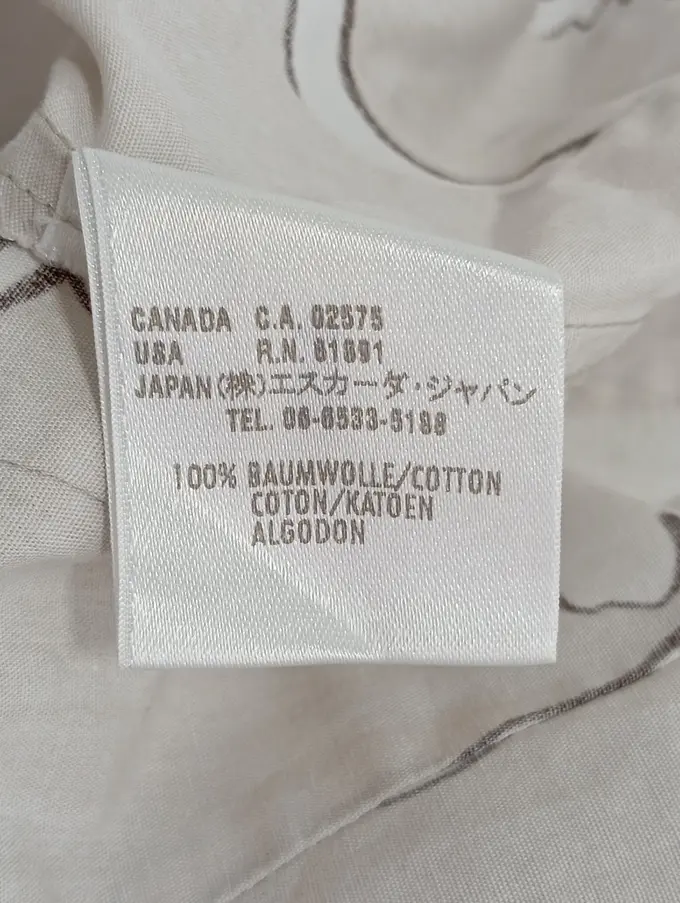 CANADA C.A. 02575
USA R.N. 81691
JAPAN(株)エスカーダ・ジャパン
TEL. 06-6533-5188
100% BAUMWOLLE/COTTON
COTON/KATOEN
ALGODON